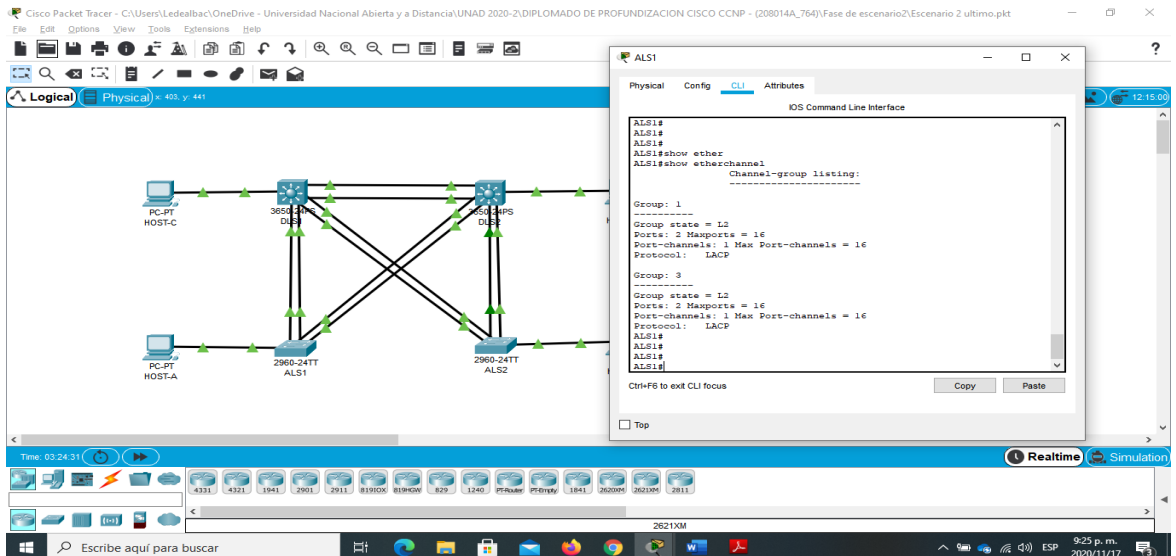 Cisco Packet Tracer - C:\Users\Ledealbac\OneDrive - Universidad Nacional Abierta y a Distancia\UNAD 2020-2\DIPLOMADO DE PROFUNDIZACION CISCO CCNP - (208014A_764)\Fase de escenario2\Escenario 2 ultimo.pkt
File Edit Options View Tools Extensions Help
?
Logical Physical x: 403, y: 441
12:15:00
PC-PT
HOST-C
3650-24PS
DLS1
3650-24PS
DLS2
PC-PT
HOST-A
2960-24TT
ALS1
2960-24TT
ALS2
ALS1
Physical Config CLI Attributes
IOS Command Line Interface
ALS1#
ALS1#
ALS1#
ALS1#show ether
ALS1#show etherchannel
Channel-group listing:
----------------------
Group: 1
----------
Group state = L2
Ports: 2 Maxports = 16
Port-channels: 1 Max Port-channels = 16
Protocol: LACP
Group: 3
----------
Group state = L2
Ports: 2 Maxports = 16
Port-channels: 1 Max Port-channels = 16
Protocol: LACP
ALS1#
ALS1#
ALS1#
ALS1#
Ctrl+F6 to exit CLI focus
Copy Paste
Top
Time: 03:24:31
Realtime Simulation
4331 4321 1941 2901 2911 819IOX 819HGW 829 1240 PT-Router PT-Empty 1841 2620XM 2621XM 2811
2621XM
Escribe aquí para buscar
ESP
9:25 p. m.
2020/11/17